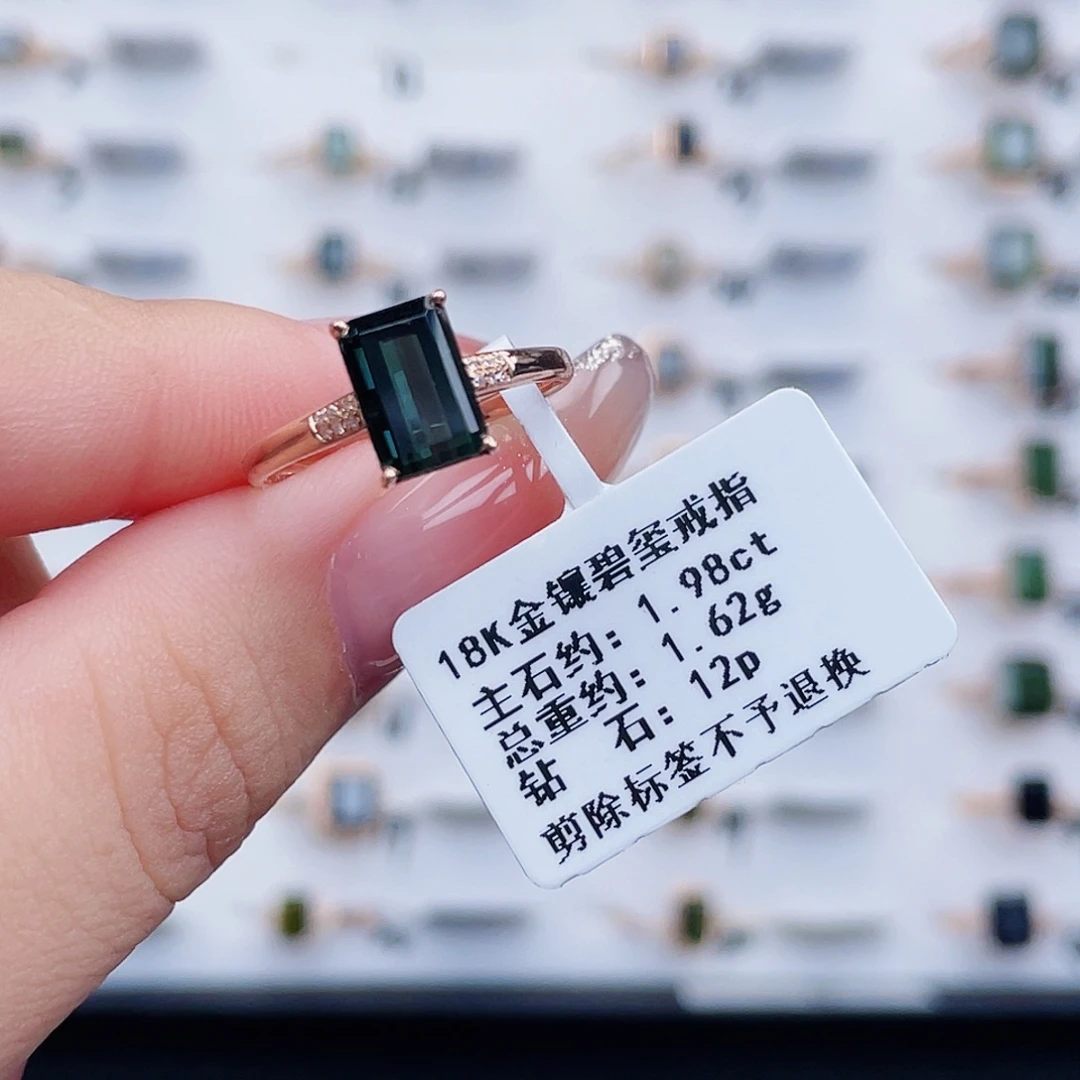 18K金镶碧玺戒指
主石约: 1.98ct
总重约: 1.62g
钻 石: 12p
剪除标签不予退换